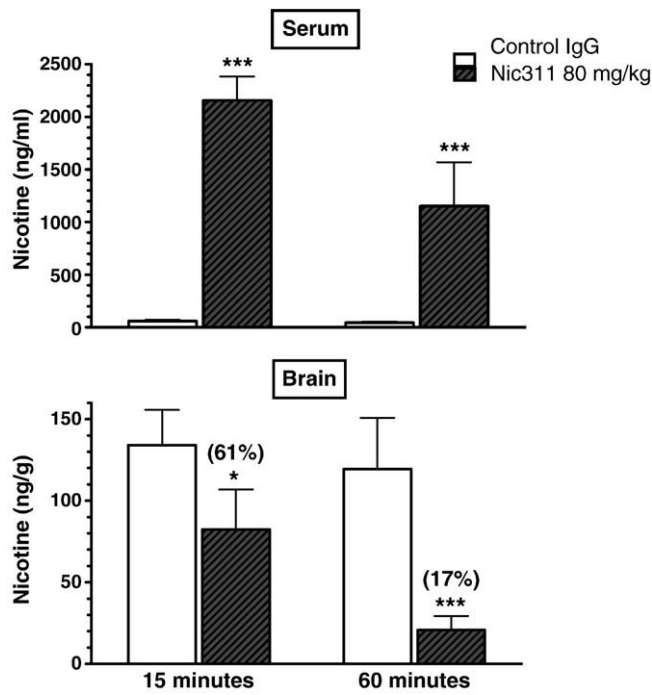 Serum
Control IgG
Nic311 80 mg/kg
Nicotine (ng/ml)
2500
2000
1500
1000
500
0
***
***
Brain
Nicotine (ng/g)
150
100
50
0
(61%)
*
(17%)
***
15 minutes
60 minutes